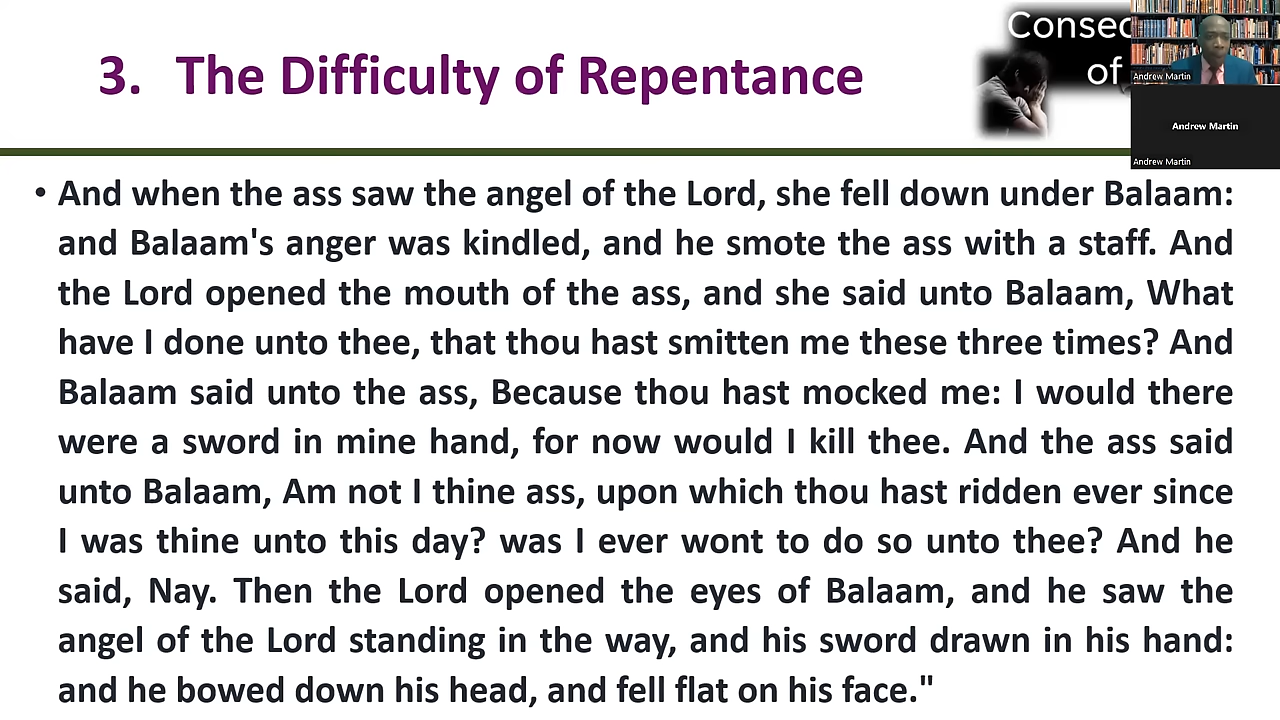 3. The Difficulty of Repentance
Consec
of
Andrew Martin
Andrew Martin
Andrew Martin
• And when the ass saw the angel of the Lord, she fell down under Balaam:
and Balaam's anger was kindled, and he smote the ass with a staff. And
the Lord opened the mouth of the ass, and she said unto Balaam, What
have I done unto thee, that thou hast smitten me these three times? And
Balaam said unto the ass, Because thou hast mocked me: I would there
were a sword in mine hand, for now would I kill thee. And the ass said
unto Balaam, Am not I thine ass, upon which thou hast ridden ever since
I was thine unto this day? was I ever wont to do so unto thee? And he
said, Nay. Then the Lord opened the eyes of Balaam, and he saw the
angel of the Lord standing in the way, and his sword drawn in his hand:
and he bowed down his head, and fell flat on his face."